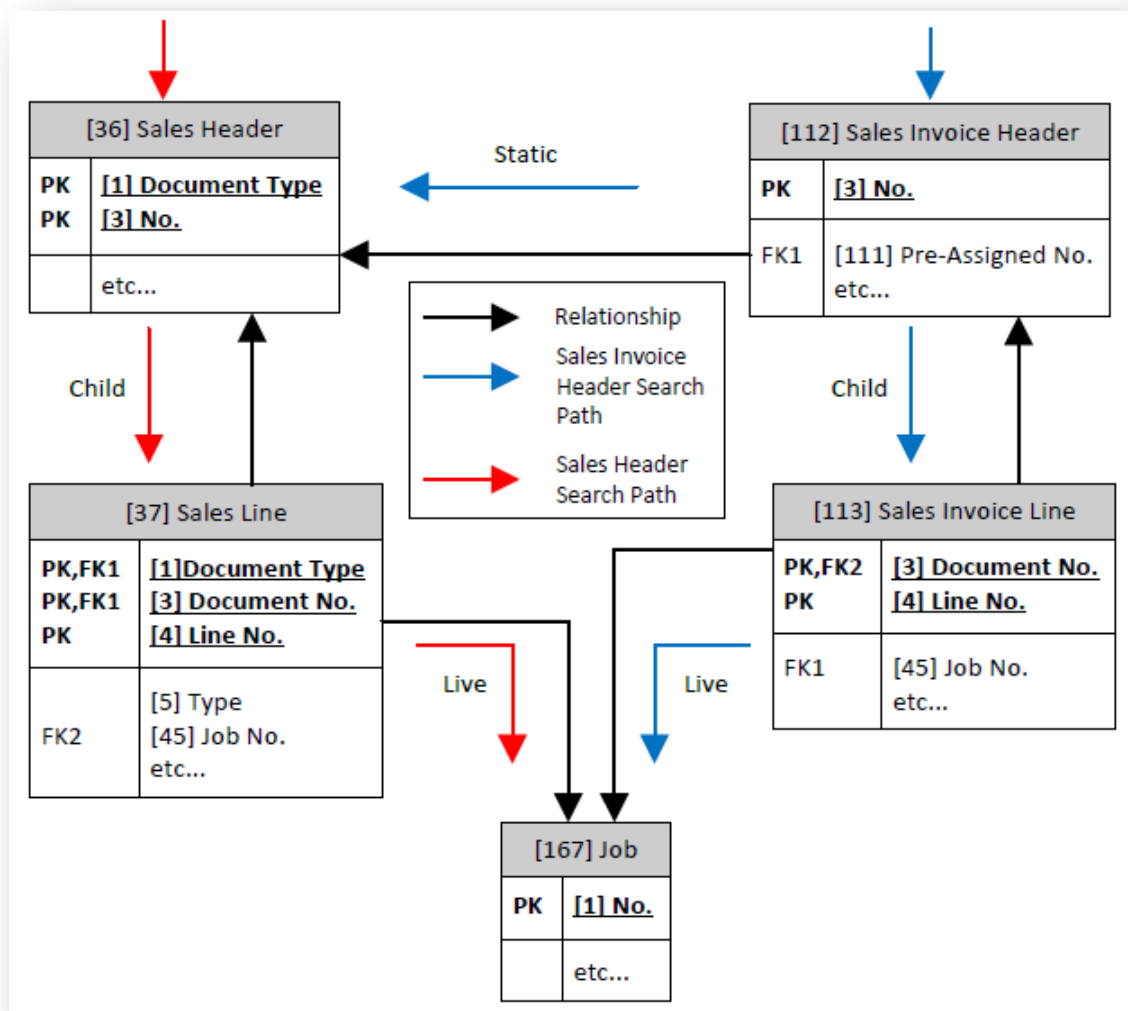 [36] Sales Header
PK [1] Document Type
PK [3] No.
etc...
Static
[112] Sales Invoice Header
PK [3] No.
FK1 [111] Pre-Assigned No.
etc...
Relationship
Sales Invoice
Header Search
Path
Sales Header
Search Path
Child
Child
[37] Sales Line
PK,FK1 [1]Document Type
PK,FK1 [3] Document No.
PK [4] Line No.
[5] Type
FK2 [45] Job No.
etc...
[113] Sales Invoice Line
PK,FK2 [3] Document No.
PK [4] Line No.
FK1 [45] Job No.
etc...
Live
Live
[167] Job
PK [1] No.
etc...